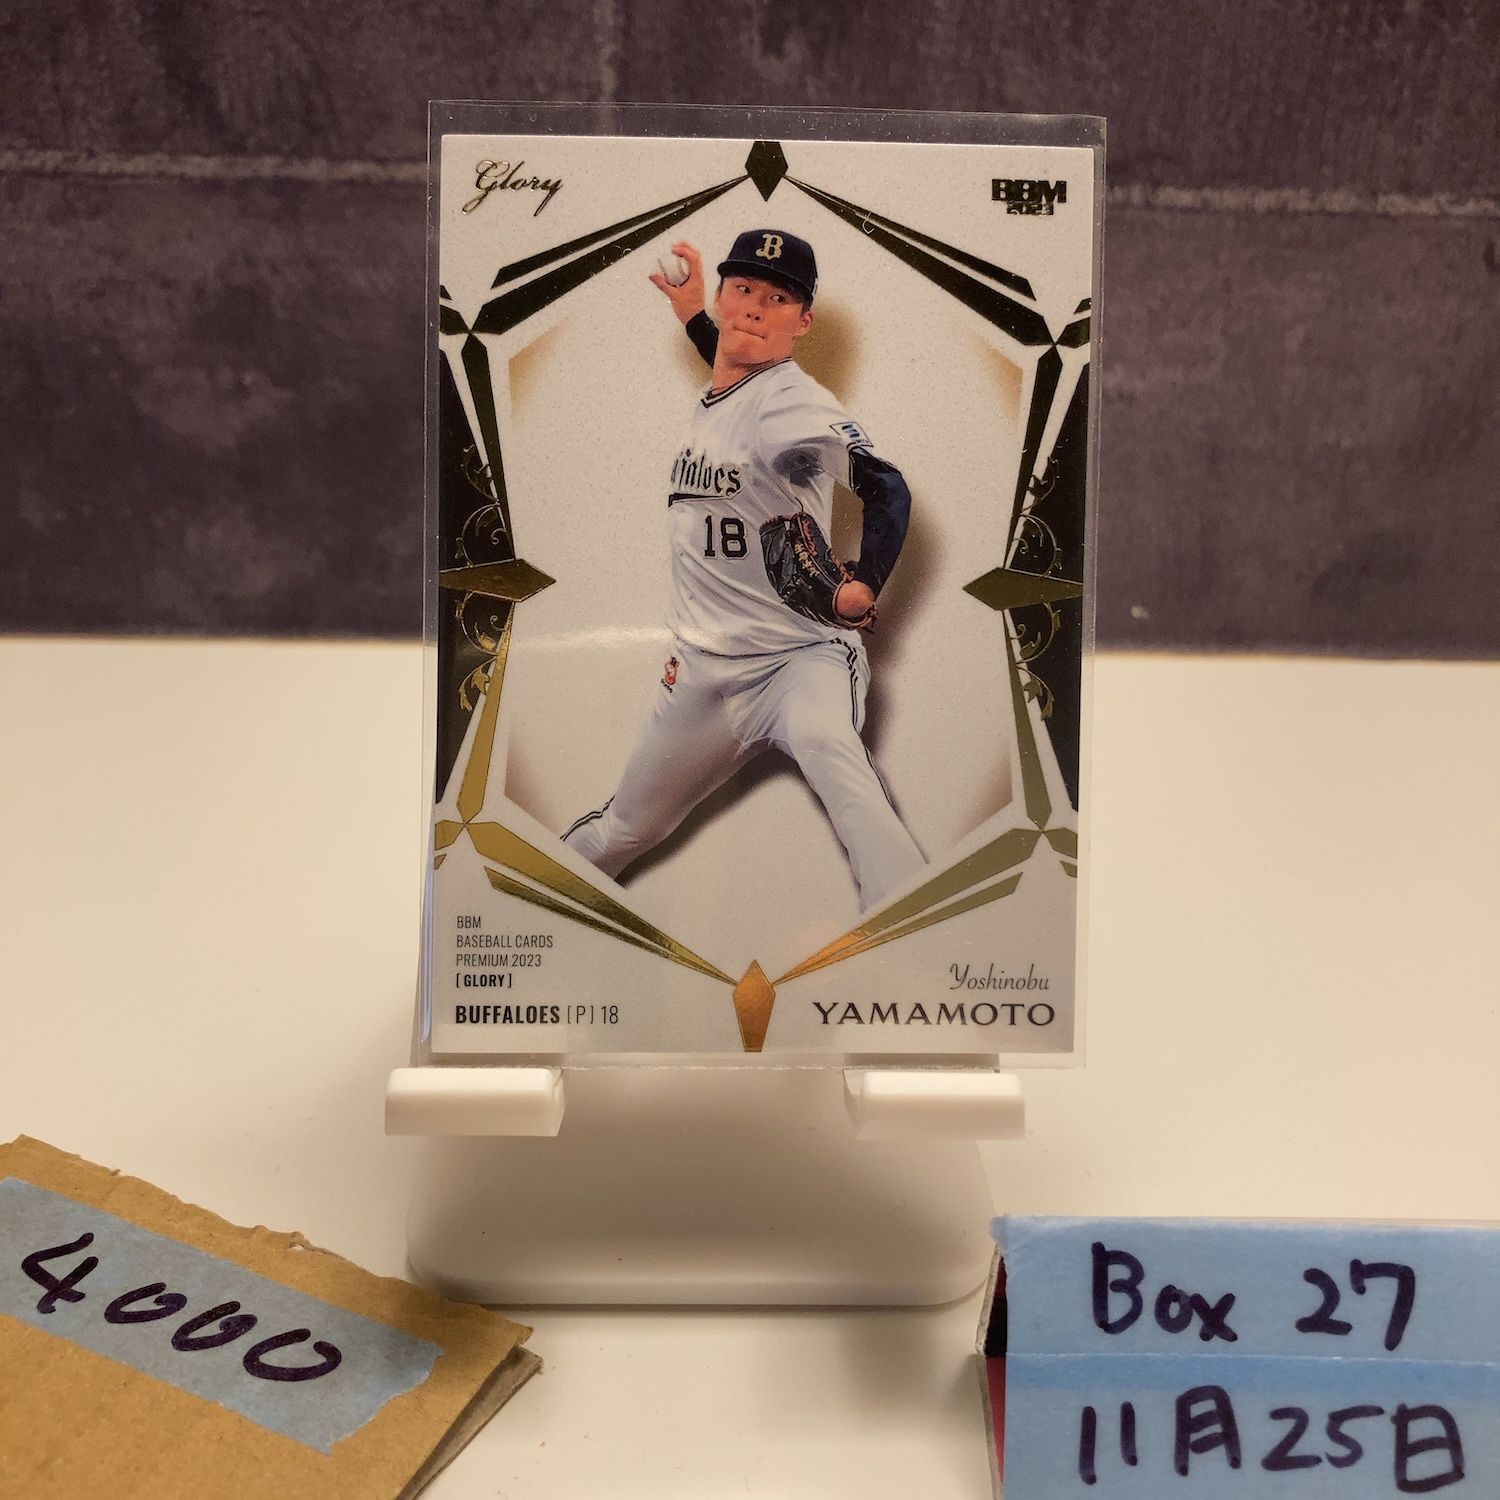 Glory
BBM
2023
B
ffaloes
18
BBM
BASEBALL CARDS
PREMIUM 2023
[GLORY]
BUFFALOES [P] 18
Yoshinobu
YAMAMOTO
4000
Box 27
11月25日